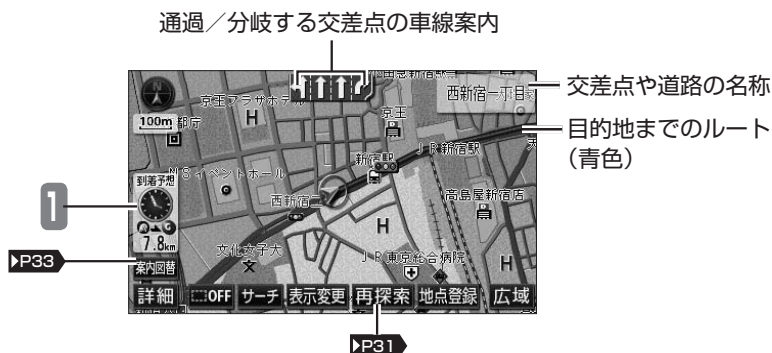 通過／分岐する交差点の車線案内
西新宿一丁目
交差点や道路の名称
京王プラザホテル
京王
100m
都庁
目的地までのルート
（青色）
JR新宿駅
新宿駅
NSイベントホール
到着予想
1
西新宿二
高島屋新宿店
7.8km
文化女子大
JR東京総合病院
▶P33
案内図替
詳細
OFF
サーチ
表示変更
再探索
地点登録
広域
▶P31